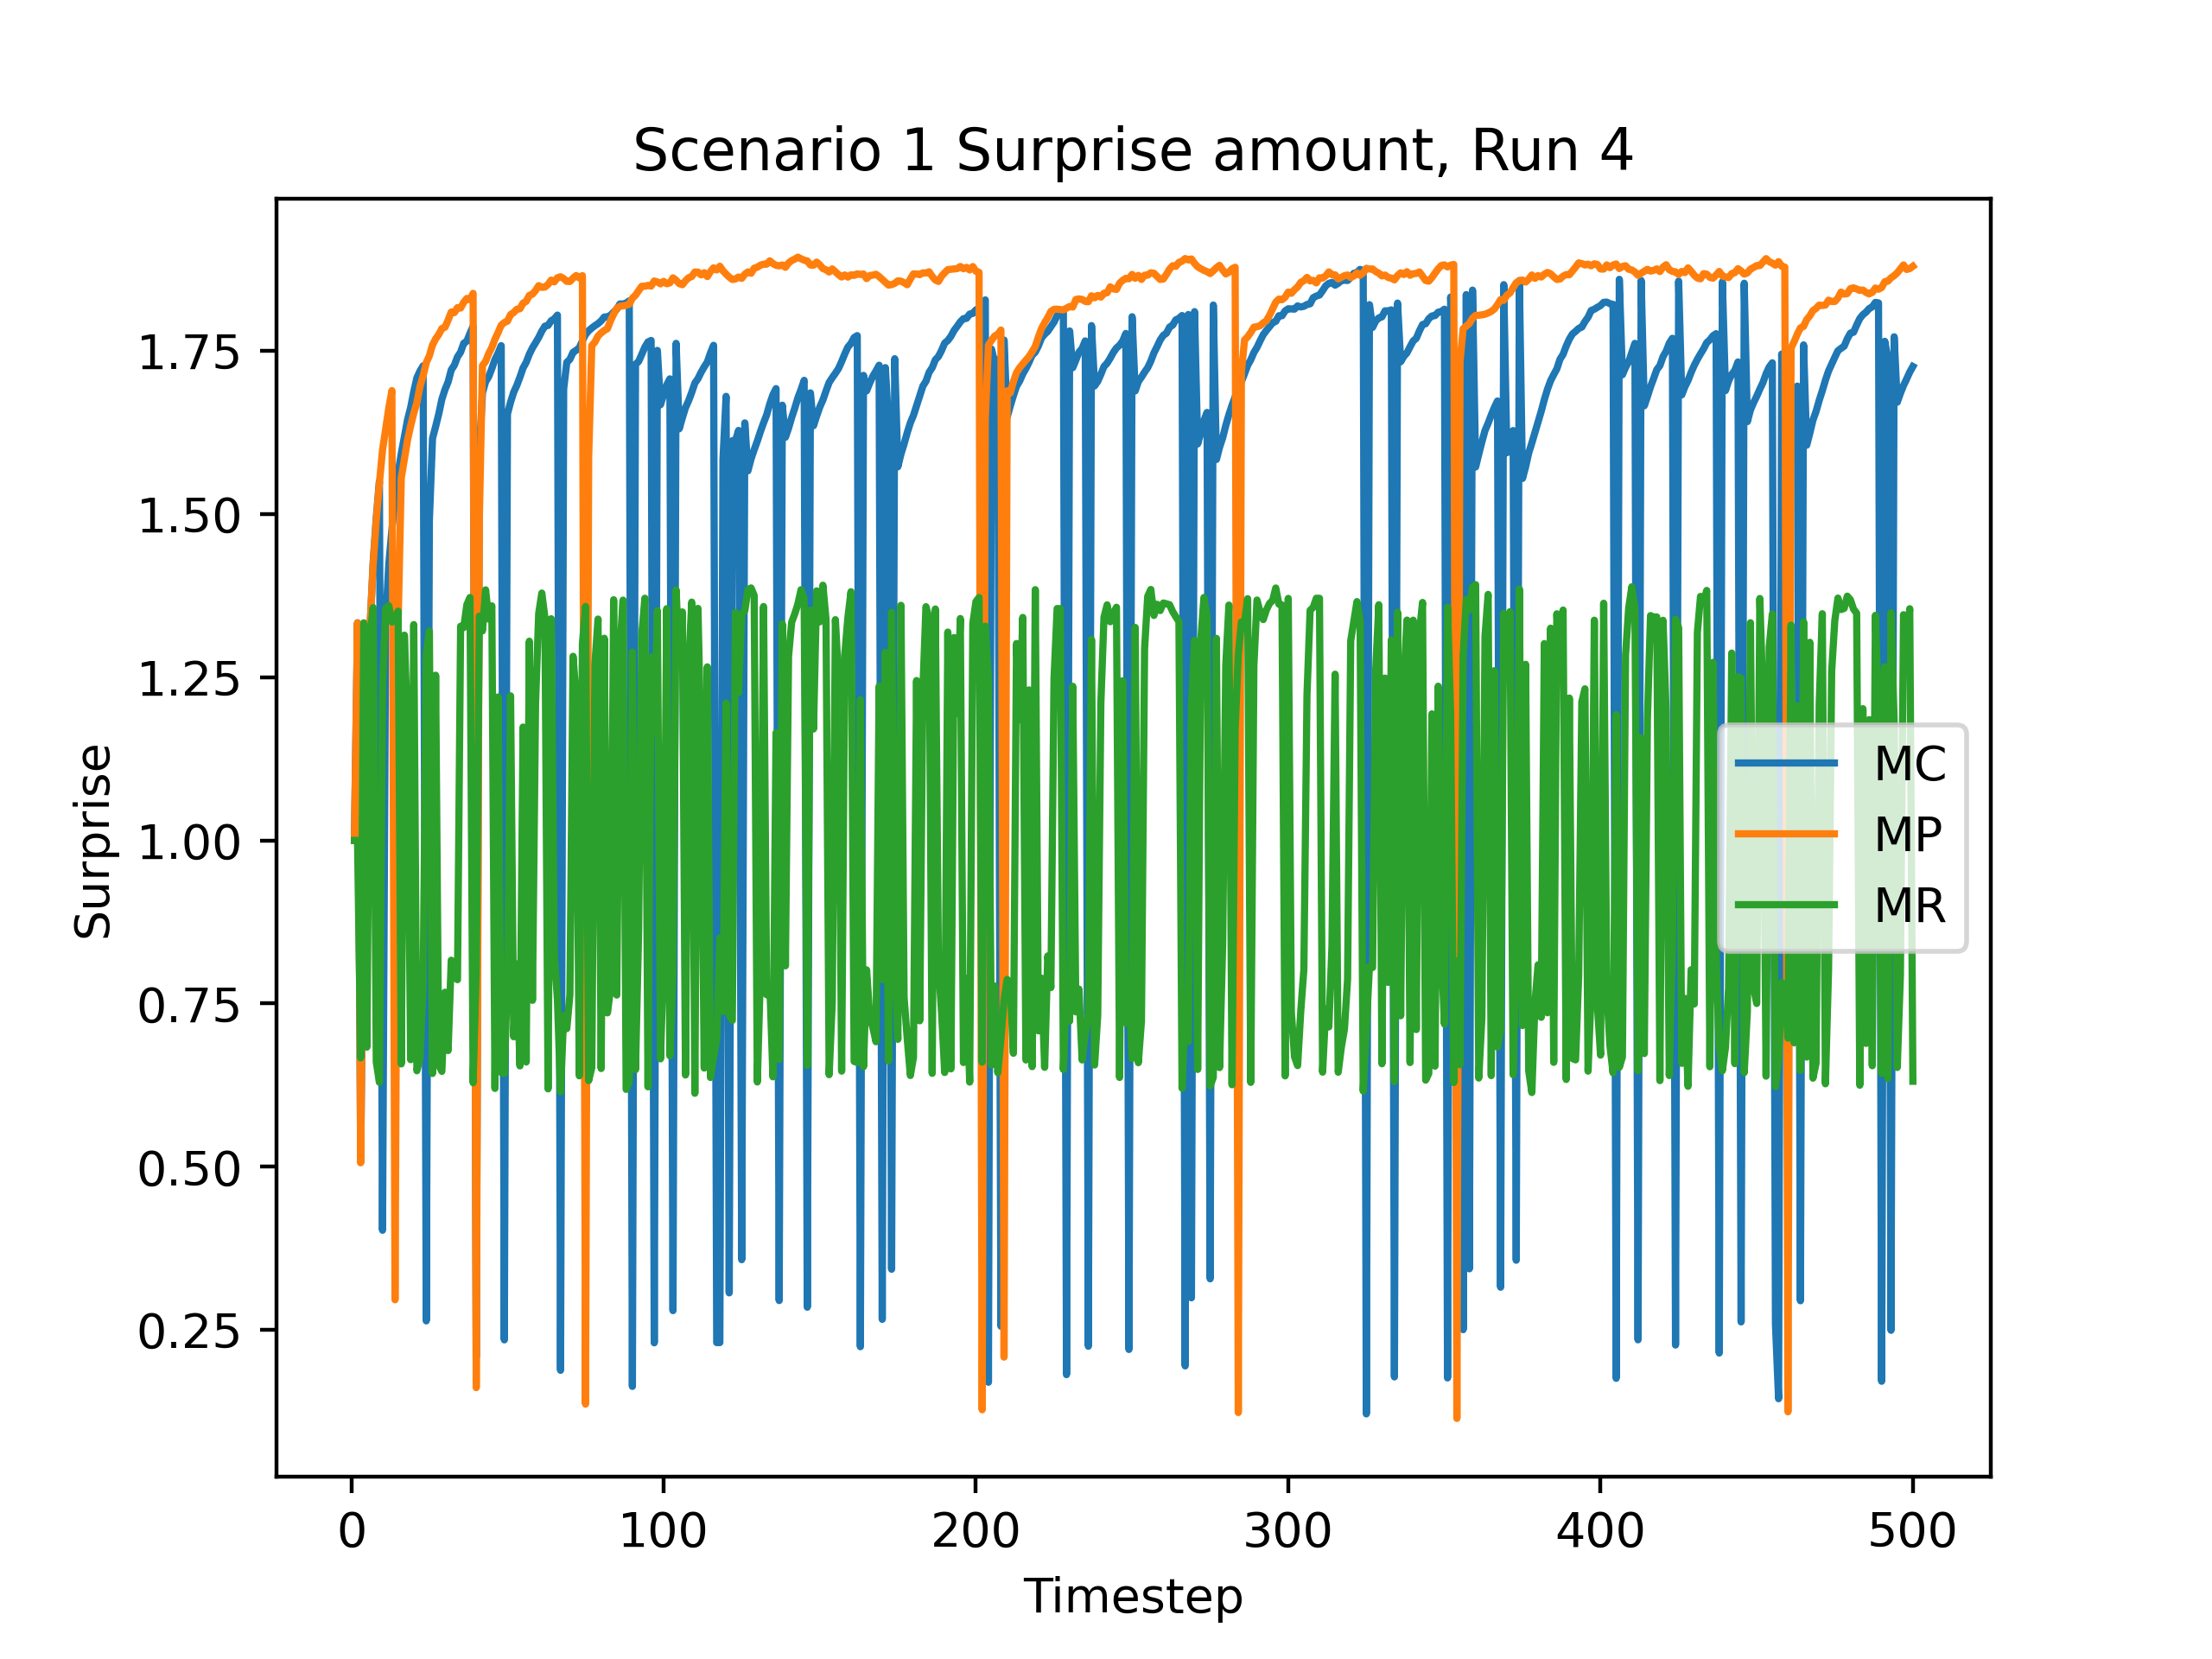 Scenario 1 Surprise amount, Run 4
Surprise
1.75
1.50
1.25
1.00
0.75
0.50
0.25
MC
MP
MR
0 100 200 300 400 500
Timestep